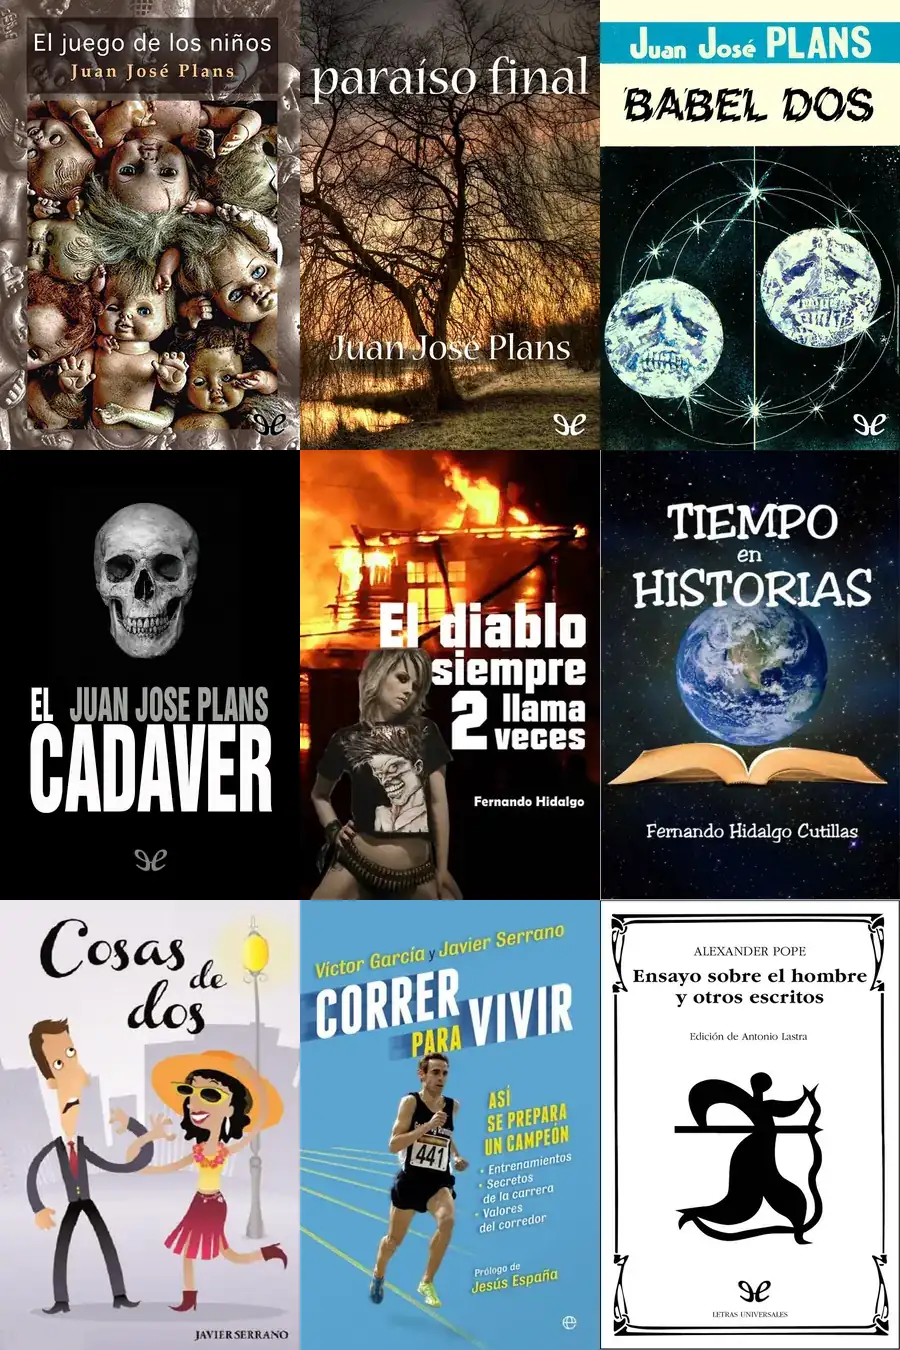 El juego de los niños
Juan José Plans
paraíso final
Juan Jose Plans
Juan José PLANS
BABEL DOS
EL JUAN JOSE PLANS
CADAVER
El diablo
siempre
2 llama
veces
Fernando Hidalgo
TIEMPO
en
HISTORIAS
Fernando Hidalgo Cutillas
Cosas
de
dos
JAVIER SERRANO
Víctor García y Javier Serrano
CORRER
PARA VIVIR
ASÍ
SE PREPARA
UN CAMPEÓN
• Entrenamientos
• Secretos
de la carrera
• Valores
del corredor
441
Prólogo de
Jesús España
ALEXANDER POPE
Ensayo sobre el hombre
y otros escritos
Edición de Antonio Lastra
LETRAS UNIVERSALES